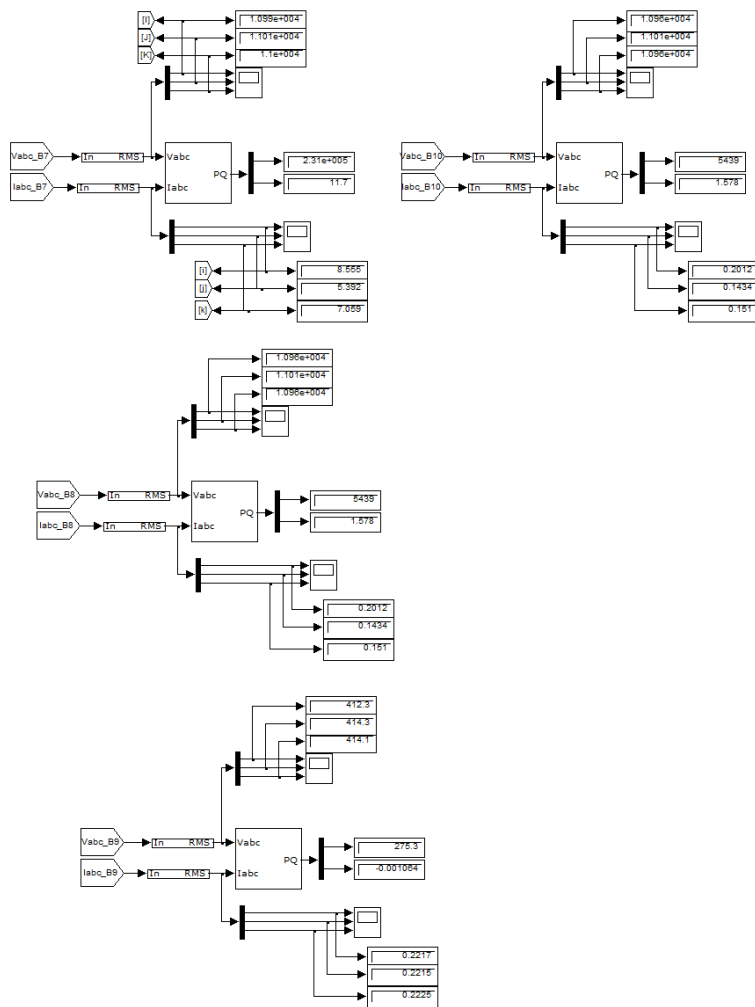 [I]
1.099e+004
[J]
1.101e+004
[K]
1.1e+004
Vabc_B7
In RMS
Vabc
PQ
2.31e+005
11.7
Iabc_B7
In RMS
Iabc
[i]
8.555
[j]
5.392
[k]
7.059
1.096e+004
1.101e+004
1.096e+004
Vabc_B10
In RMS
Vabc
PQ
5439
1.578
Iabc_B10
In RMS
Iabc
0.2012
0.1434
0.151
1.096e+004
1.101e+004
1.096e+004
Vabc_B8
In RMS
Vabc
PQ
5439
1.578
Iabc_B8
In RMS
Iabc
0.2012
0.1434
0.151
412.3
414.3
414.1
Vabc_B9
In RMS
Vabc
PQ
275.3
-0.001064
Iabc_B9
In RMS
Iabc
0.2217
0.2215
0.2225